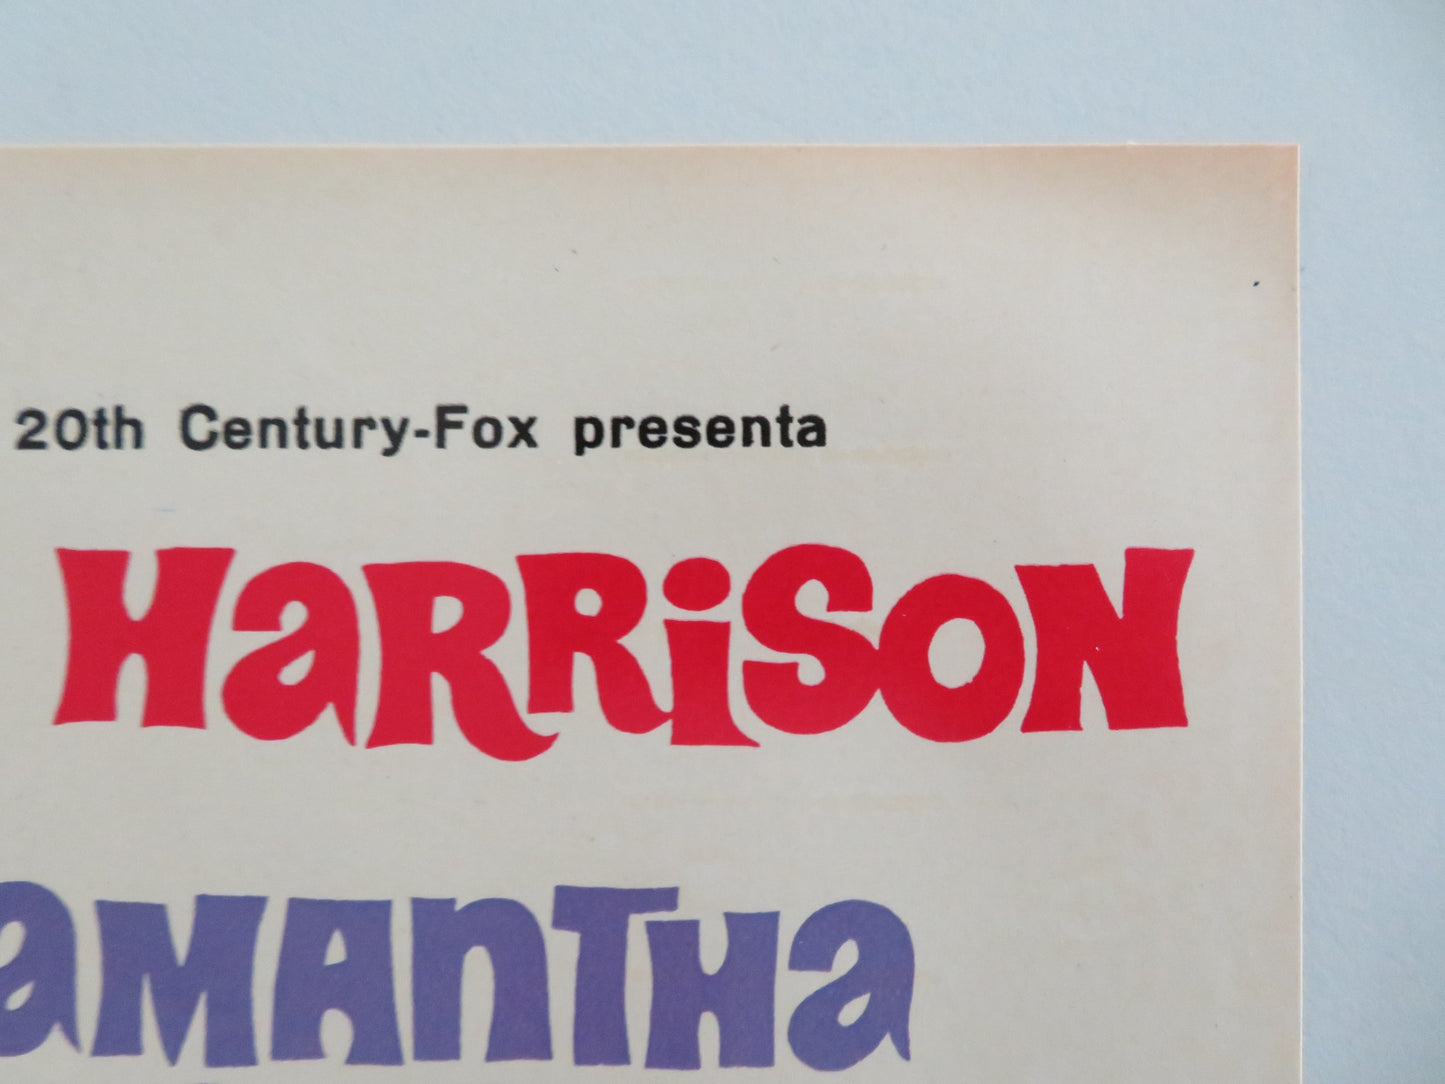 20th Century-Fox presenta
HaRRiSON
aMANTHa